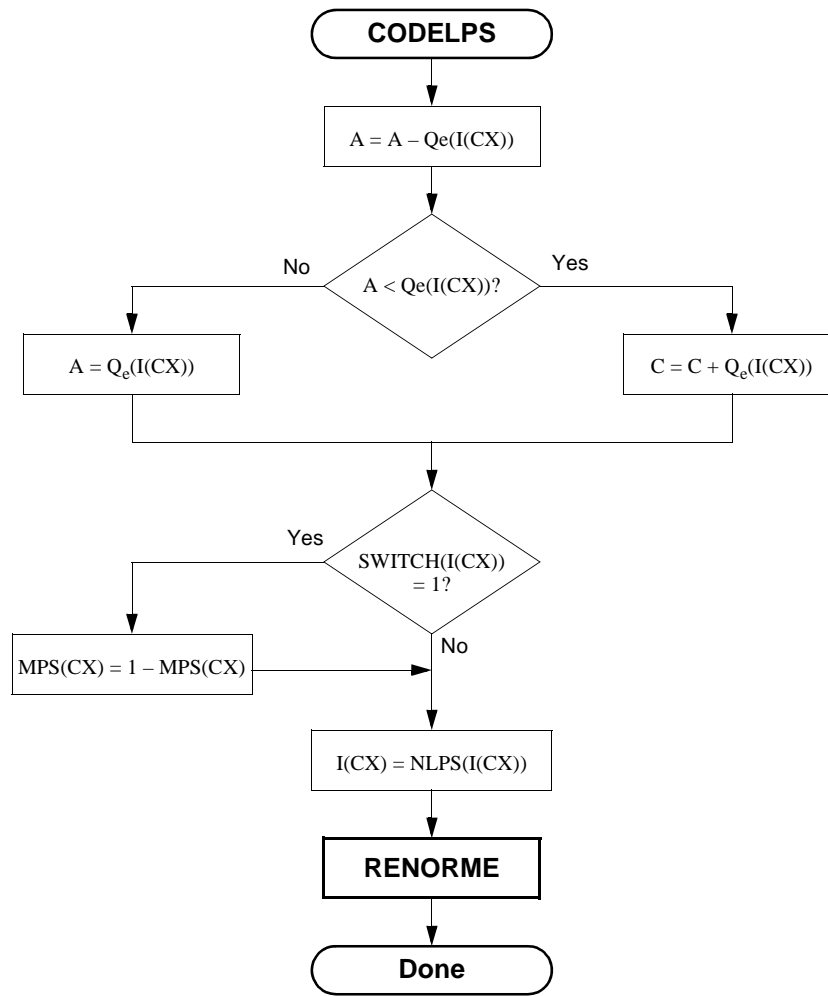 CODELPS
A = A – Qe(I(CX))
No
Yes
A < Qe(I(CX))?
A = Qe(I(CX))
C = C + Qe(I(CX))
Yes
SWITCH(I(CX))
= 1?
No
MPS(CX) = 1 – MPS(CX)
I(CX) = NLPS(I(CX))
RENORME
Done